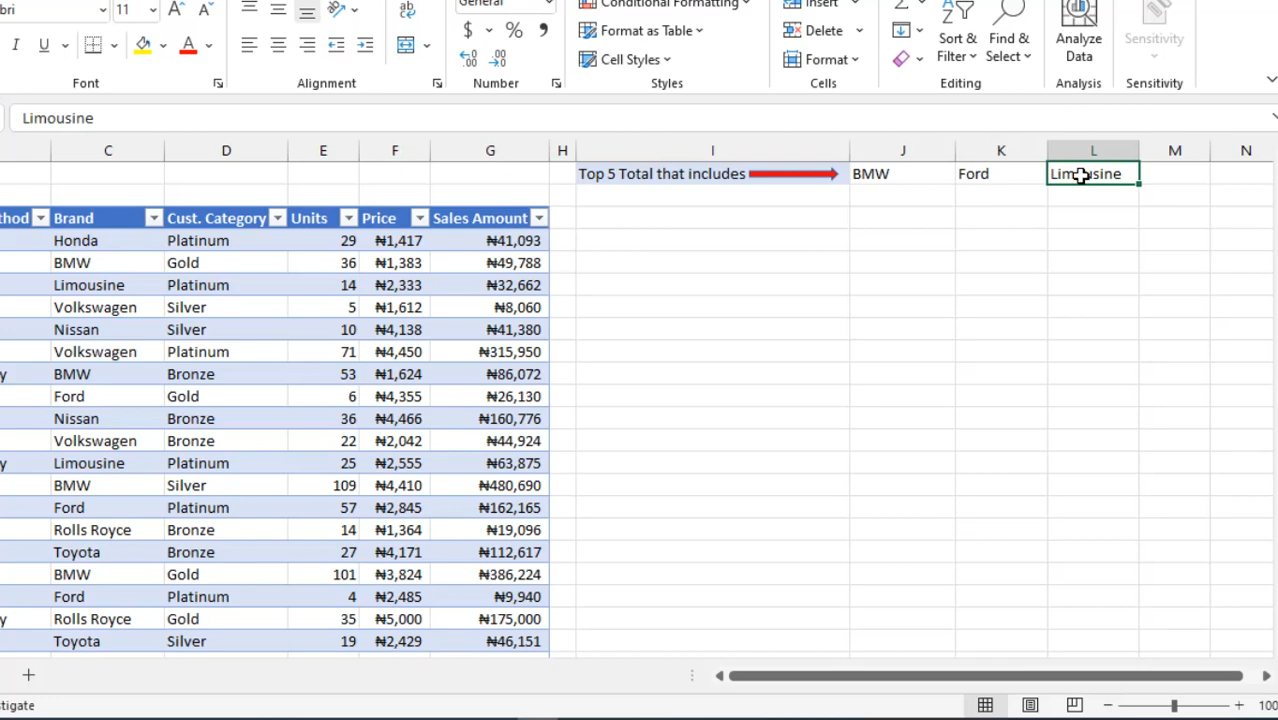 General
11
Conditional Formatting
Insert
Format as Table
Delete
Sort &
Filter
Find &
Select
Analyze
Data
Sensitivity
Cell Styles
Format
Font
Alignment
Number
Styles
Cells
Editing
Analysis
Sensitivity
Limousine
C D E F G H I J K L M N
Top 5 Total that includes BMW Ford Limousine
thod Brand Cust. Category Units Price Sales Amount
Honda Platinum 29 ₦1,417 ₦41,093
BMW Gold 36 ₦1,383 ₦49,788
Limousine Platinum 14 ₦2,333 ₦32,662
Volkswagen Silver 5 ₦1,612 ₦8,060
Nissan Silver 10 ₦4,138 ₦41,380
Volkswagen Platinum 71 ₦4,450 ₦315,950
y BMW Bronze 53 ₦1,624 ₦86,072
Ford Gold 6 ₦4,355 ₦26,130
Nissan Bronze 36 ₦4,466 ₦160,776
Volkswagen Bronze 22 ₦2,042 ₦44,924
y Limousine Platinum 25 ₦2,555 ₦63,875
BMW Silver 109 ₦4,410 ₦480,690
Ford Platinum 57 ₦2,845 ₦162,165
Rolls Royce Bronze 14 ₦1,364 ₦19,096
Toyota Bronze 27 ₦4,171 ₦112,617
BMW Gold 101 ₦3,824 ₦386,224
Ford Platinum 4 ₦2,485 ₦9,940
y Rolls Royce Gold 35 ₦5,000 ₦175,000
Toyota Silver 19 ₦2,429 ₦46,151
stigate
100